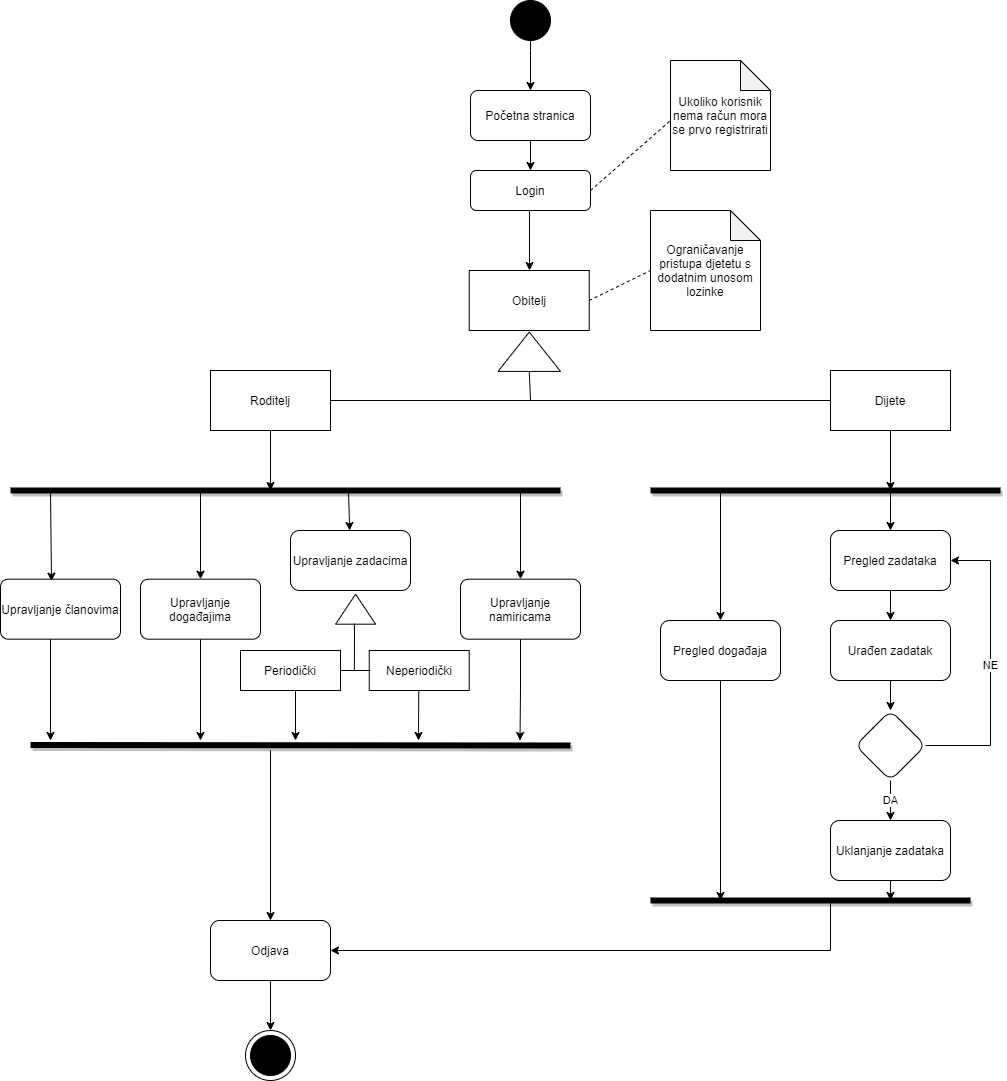 Početna stranica
Ukoliko korisnik
nema račun mora
se prvo registrirati
Login
Ograničavanje
pristupa djetetu s
dodatnim unosom
lozinke
Obitelj
Roditelj
Dijete
Upravljanje zadacima
Pregled zadataka
Upravljanje članovima
Upravljanje
događajima
Upravljanje
namiricama
Periodički
Neperiodički
Pregled događaja
Urađen zadatak
NE
DA
Uklanjanje zadataka
Odjava